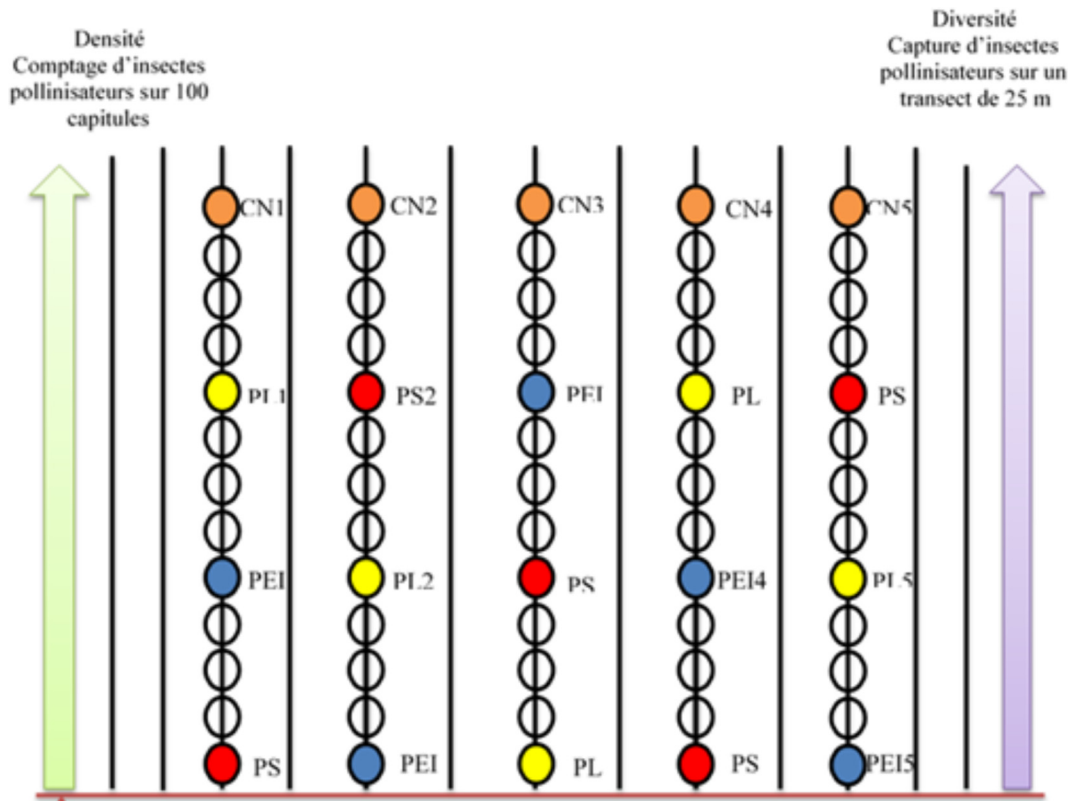 Densité
Comptage d'insectes
pollinisateurs sur 100
capitules
Diversité
Capture d'insectes
pollinisateurs sur un
transect de 25 m
CN1 CN2 CN3 CN4 CN5
PL1 PS2 PEI PL PS
PEI PL2 PS PEI4 PL5
PS PEI PL PS PEI5